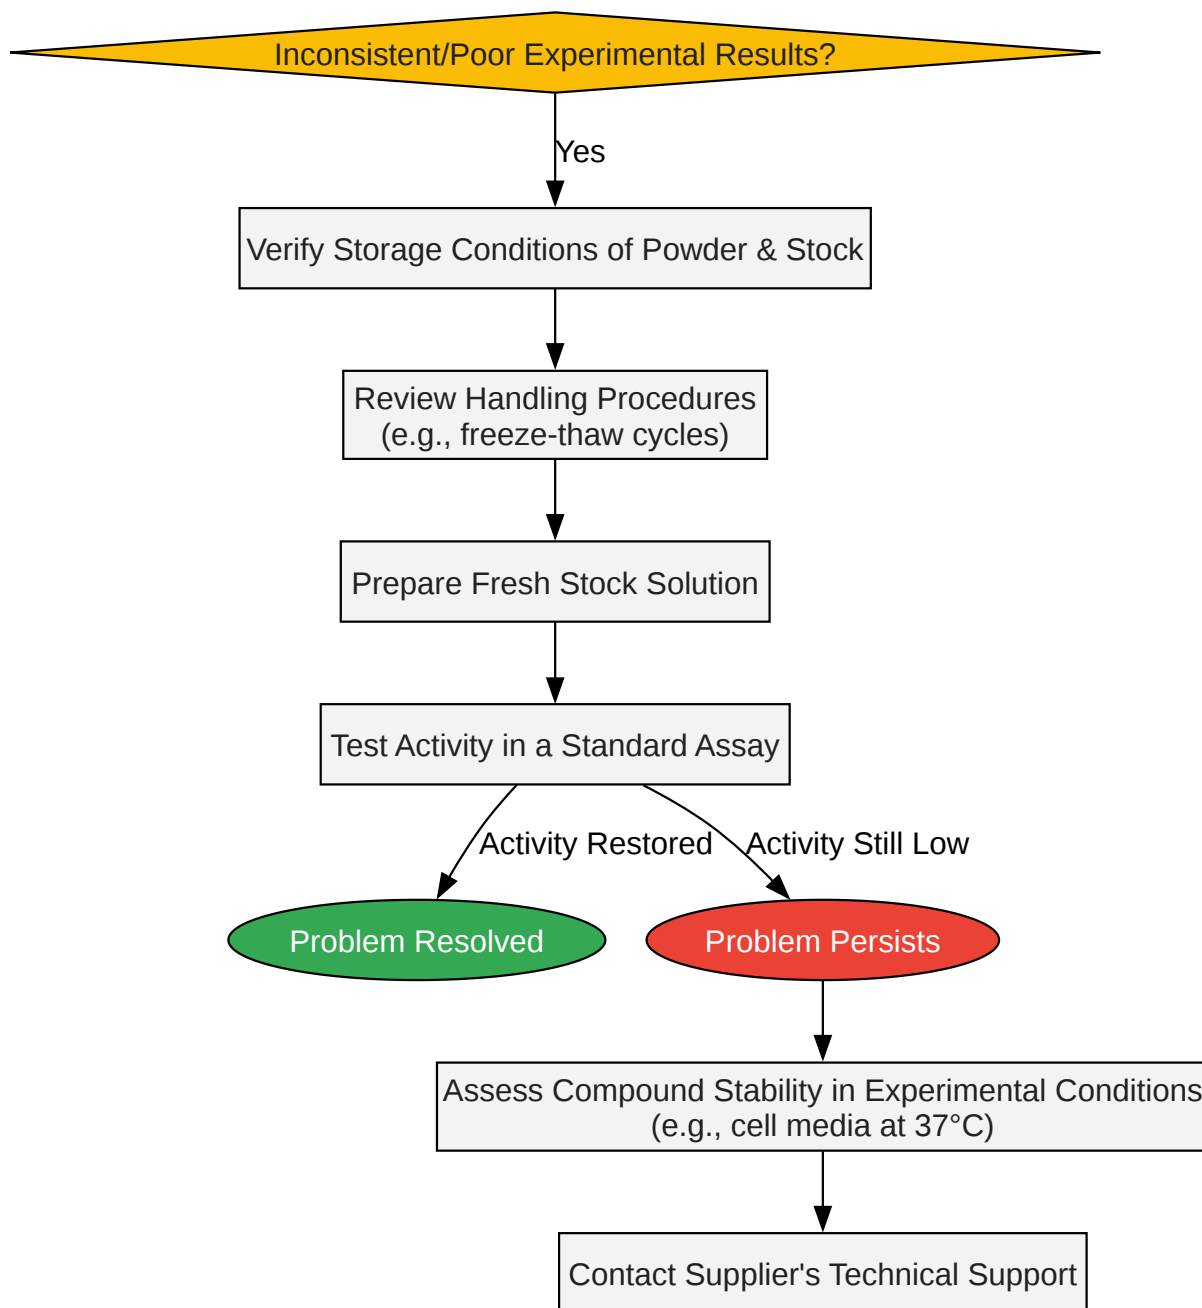 Inconsistent/Poor Experimental Results?
Yes
Verify Storage Conditions of Powder & Stock
Review Handling Procedures
(e.g., freeze-thaw cycles)
Prepare Fresh Stock Solution
Test Activity in a Standard Assay
Activity Restored
Activity Still Low
Problem Resolved
Problem Persists
Assess Compound Stability in Experimental Conditions
(e.g., cell media at 37°C)
Contact Supplier's Technical Support